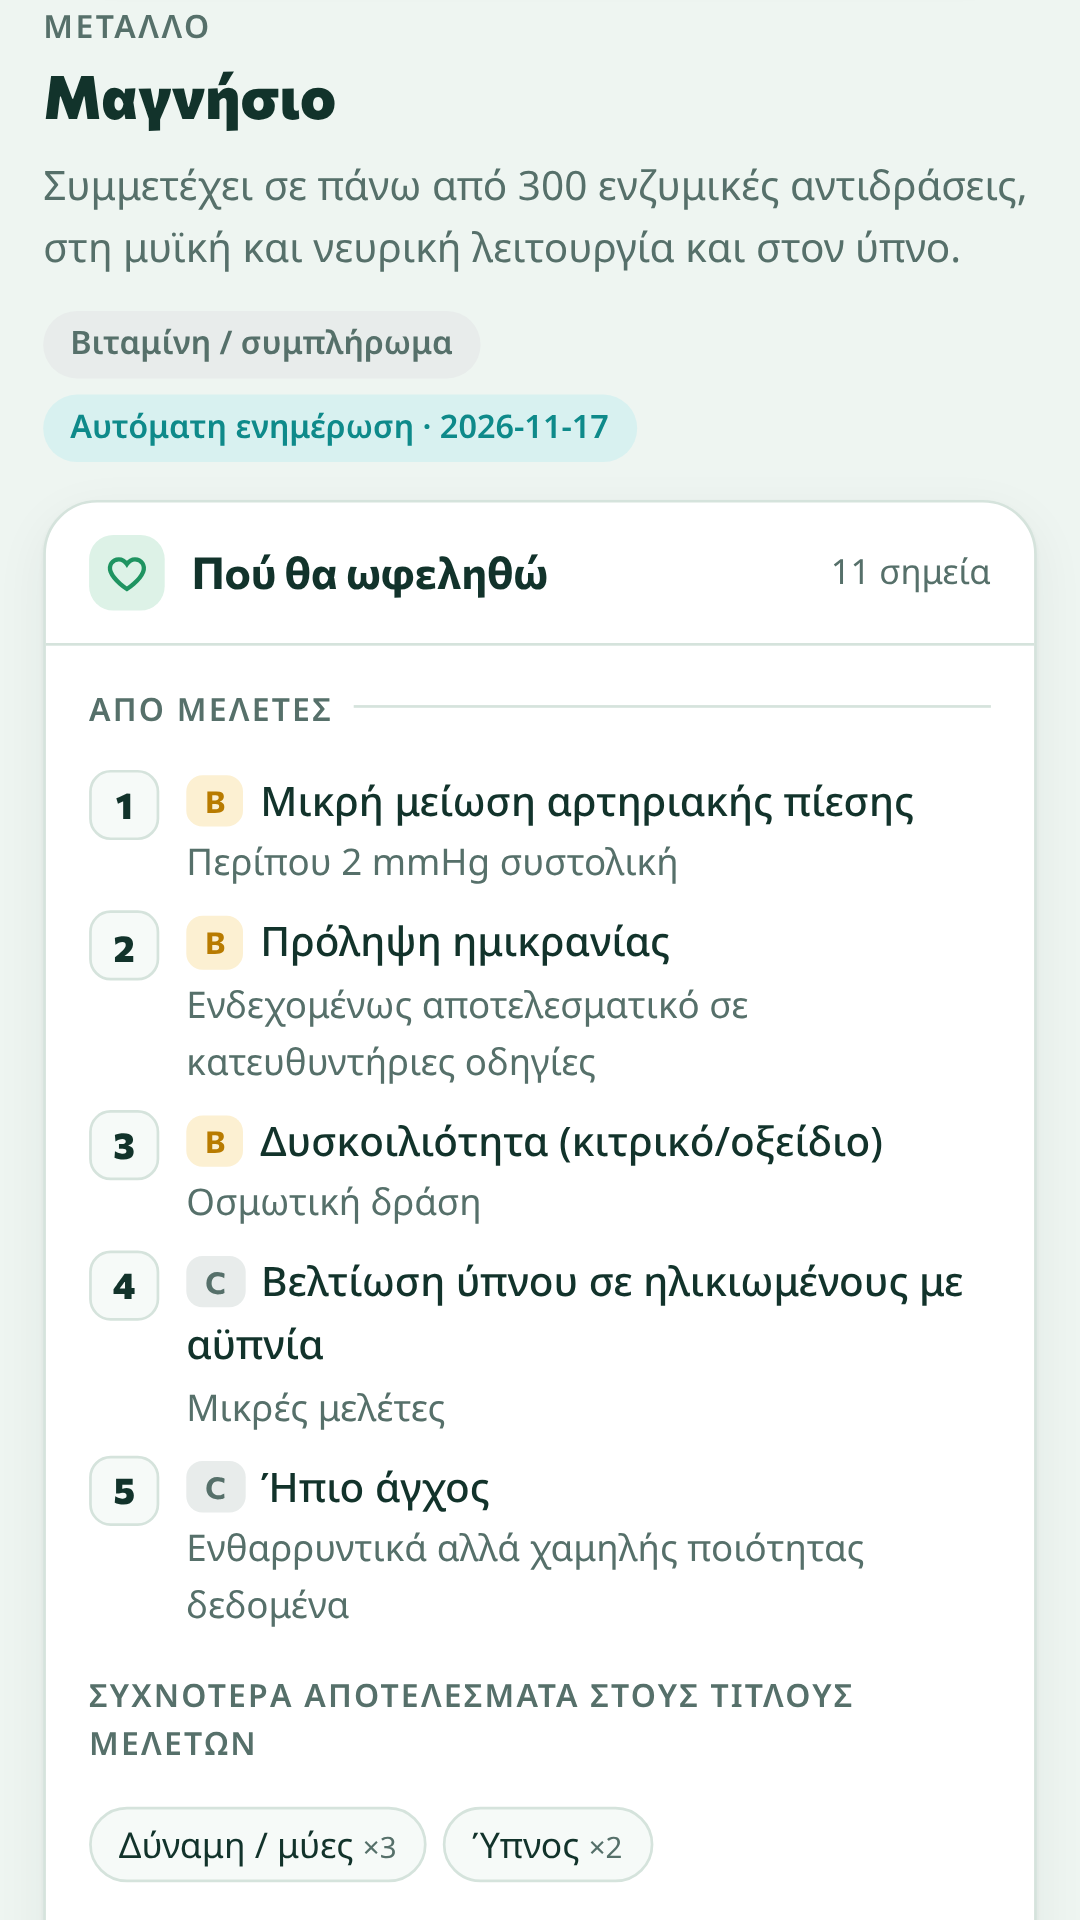 ΜΕΤΑΛΛΟ
Μαγνήσιο
Συμμετέχει σε πάνω από 300 ενζυμικές αντιδράσεις,
στη μυϊκή και νευρική λειτουργία και στον ύπνο.
Βιταμίνη / συμπλήρωμα
Αυτόματη ενημέρωση · 2026-11-17
Πού θα ωφεληθώ
11 σημεία
ΑΠΟ ΜΕΛΕΤΕΣ
1 B Μικρή μείωση αρτηριακής πίεσης
Περίπου 2 mmHg συστολική
2 B Πρόληψη ημικρανίας
Ενδεχομένως αποτελεσματικό σε
κατευθυντήριες οδηγίες
3 B Δυσκοιλιότητα (κιτρικό/οξείδιο)
Οσμωτική δράση
4 C Βελτίωση ύπνου σε ηλικιωμένους με
αϋπνία
Μικρές μελέτες
5 C Ήπιο άγχος
Ενθαρρυντικά αλλά χαμηλής ποιότητας
δεδομένα
ΣΥΧΝΟΤΕΡΑ ΑΠΟΤΕΛΕΣΜΑΤΑ ΣΤΟΥΣ ΤΙΤΛΟΥΣ
ΜΕΛΕΤΩΝ
Δύναμη / μύες ×3
Ύπνος ×2